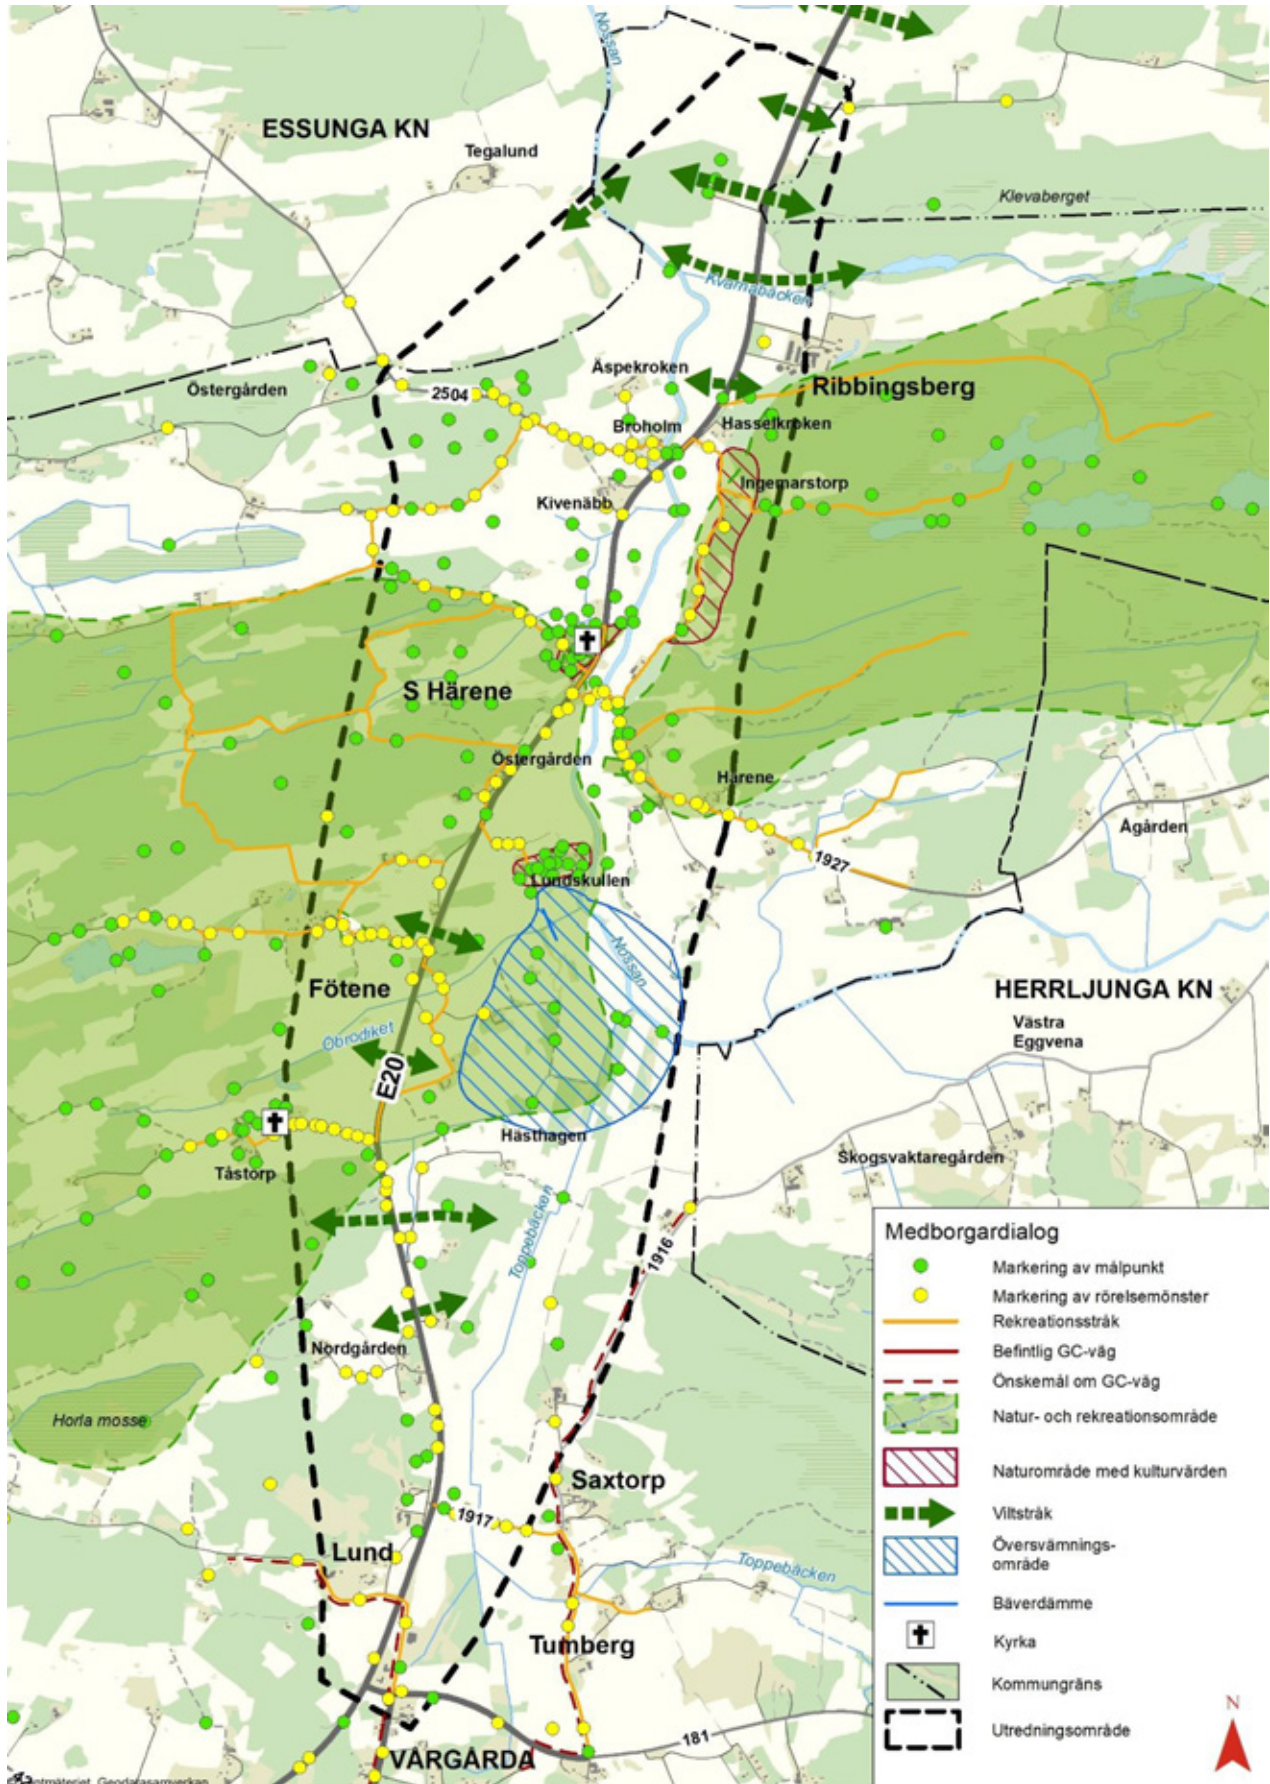 Nossan
ESSUNGA KN
Tegalund
Klevaberget
Kvarnabäcken
Äspekroken
Östergården
2504
Ribbingsberg
Broholm
Hasselkroken
Ingemarstorp
Kivenäbb
S Härene
Östergården
Härene
Ågården
1927
Lundskullen
Nossan
Fötene
HERRLJUNGA KN
Västra
Eggvena
Obrodiket
E20
Hästhagen
Skogsvaktaregården
Tåstorp
Toppebäcken
1916
Nordgården
Horla mosse
Saxtorp
1917
Lund
Toppebäcken
Tumberg
181
VÅRGÅRDA
Medborgardialog
Markering av målpunkt
Markering av rörelsemönster
Rekreationsstråk
Befintlig GC-väg
Önskemål om GC-väg
Natur- och rekreationsområde
Naturområde med kulturvärden
Viltstråk
Översvämnings-
område
Bäverdämme
Kyrka
Kommungräns
Utredningsområde
N